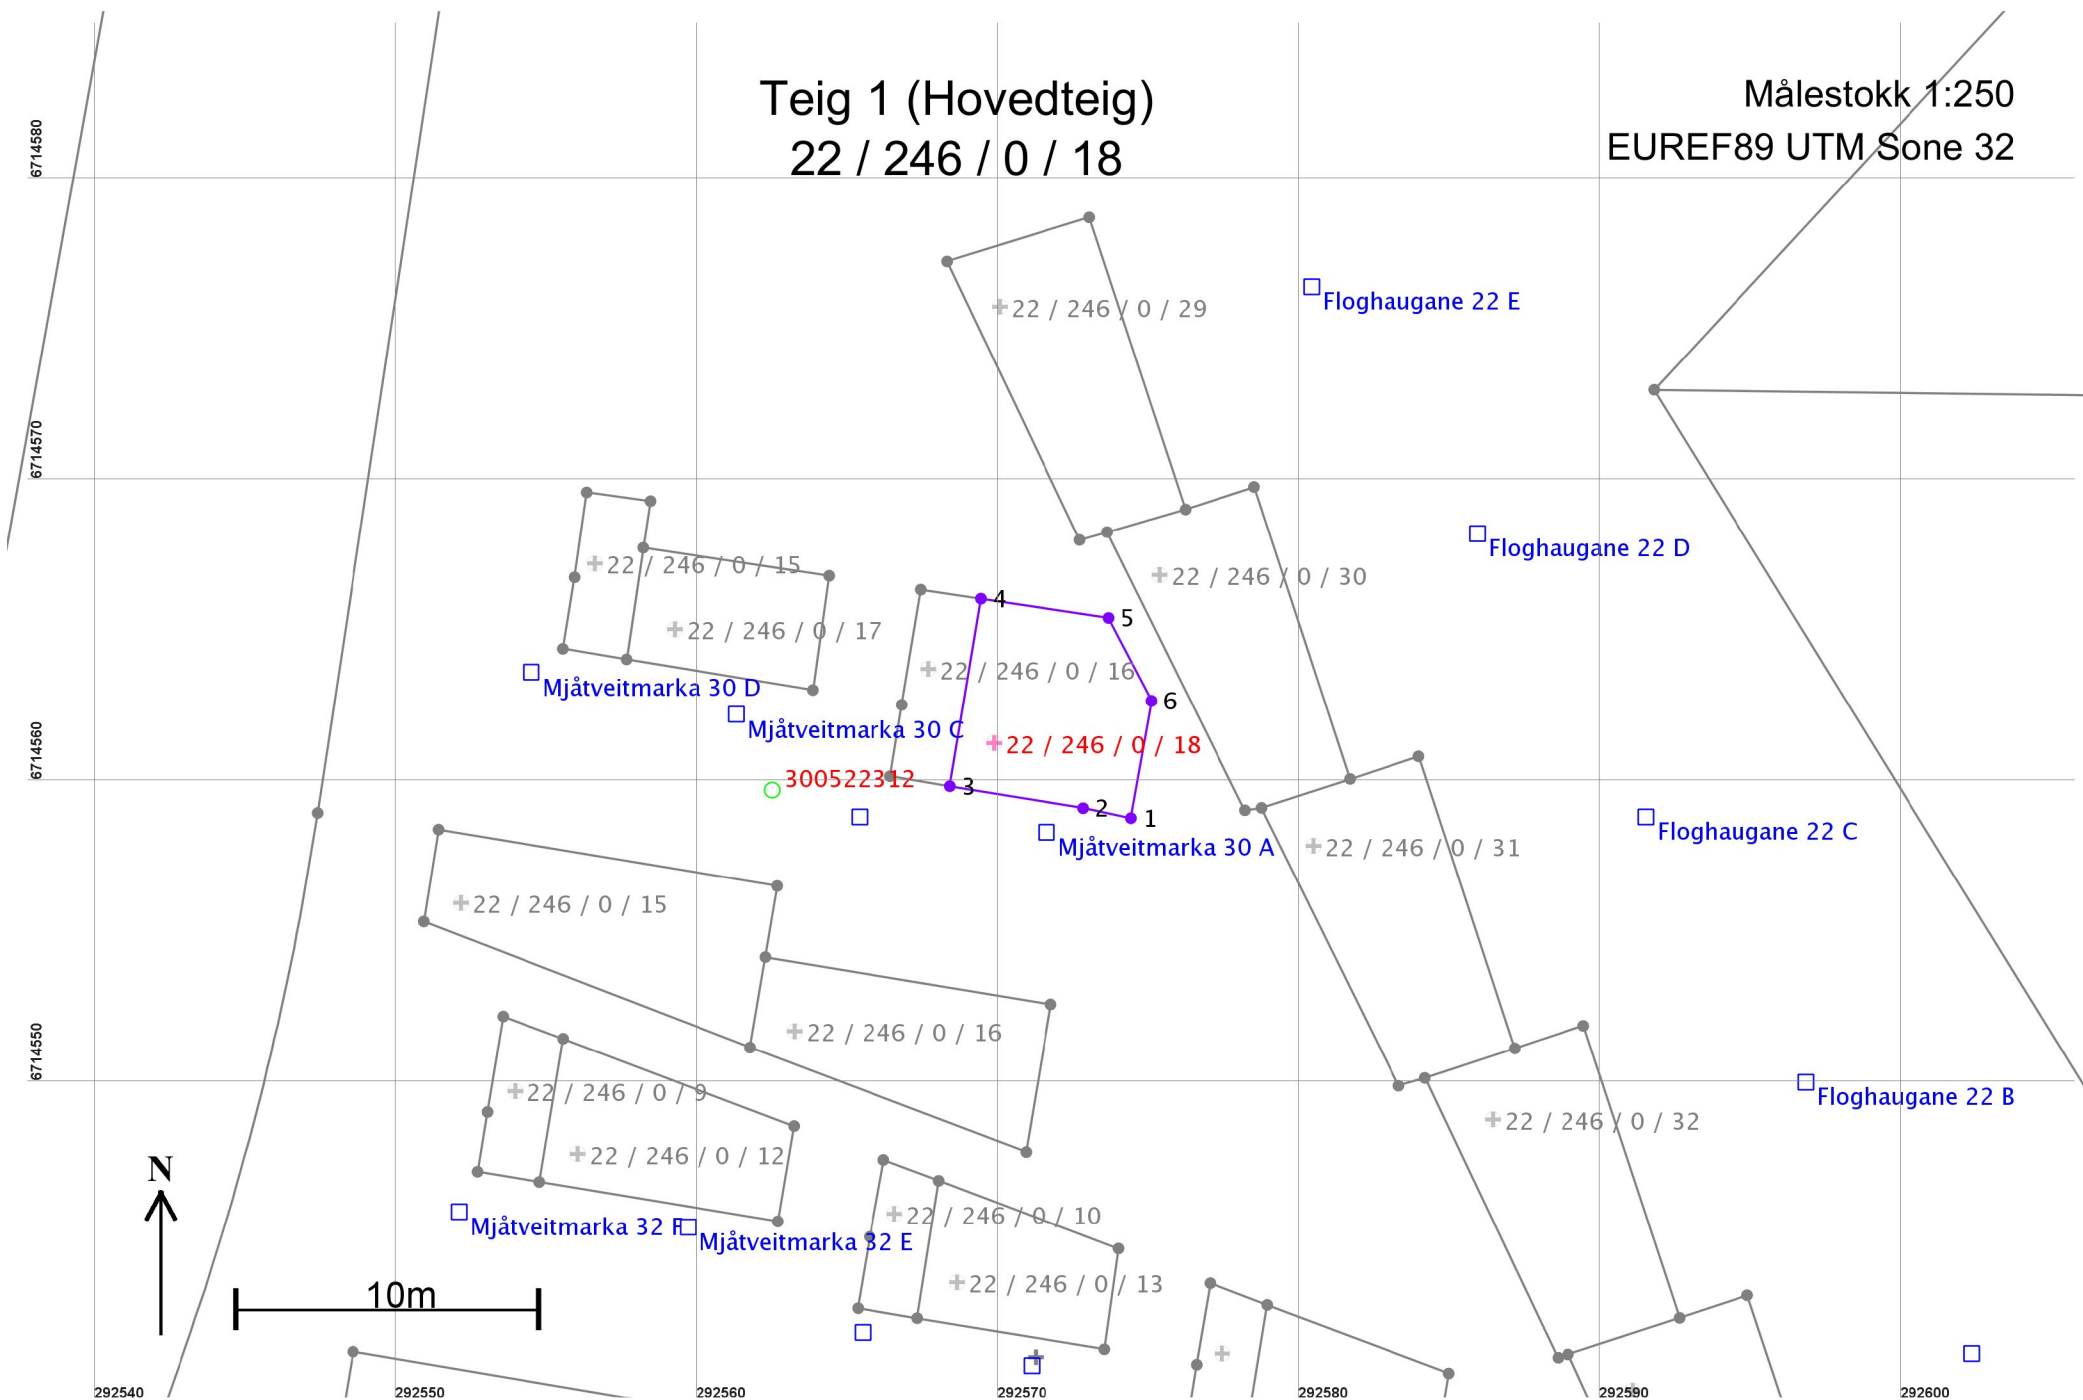 Teig 1 (Hovedteig)
22 / 246 / 0 / 18
Målestokk 1:250
EUREF89 UTM Sone 32
6714580
22 / 246 / 0 / 29
Floghaugane 22 E
6714570
Floghaugane 22 D
22 / 246 / 0 / 15
22 / 246 / 0 / 30
4
5
22 / 246 / 0 / 17
22 / 246 / 0 / 16
Mjåtveitmarka 30 D
6
Mjåtveitmarka 30 C
22 / 246 / 0 / 18
6714560
300522312
3
2
1
Floghaugane 22 C
Mjåtveitmarka 30 A
22 / 246 / 0 / 31
22 / 246 / 0 / 15
22 / 246 / 0 / 16
6714550
22 / 246 / 0 / 9
Floghaugane 22 B
22 / 246 / 0 / 32
22 / 246 / 0 / 12
N
22 / 246 / 0 / 10
Mjåtveitmarka 32 F
Mjåtveitmarka 32 E
22 / 246 / 0 / 13
10m
292540
292550
292560
292570
292580
292590
292600